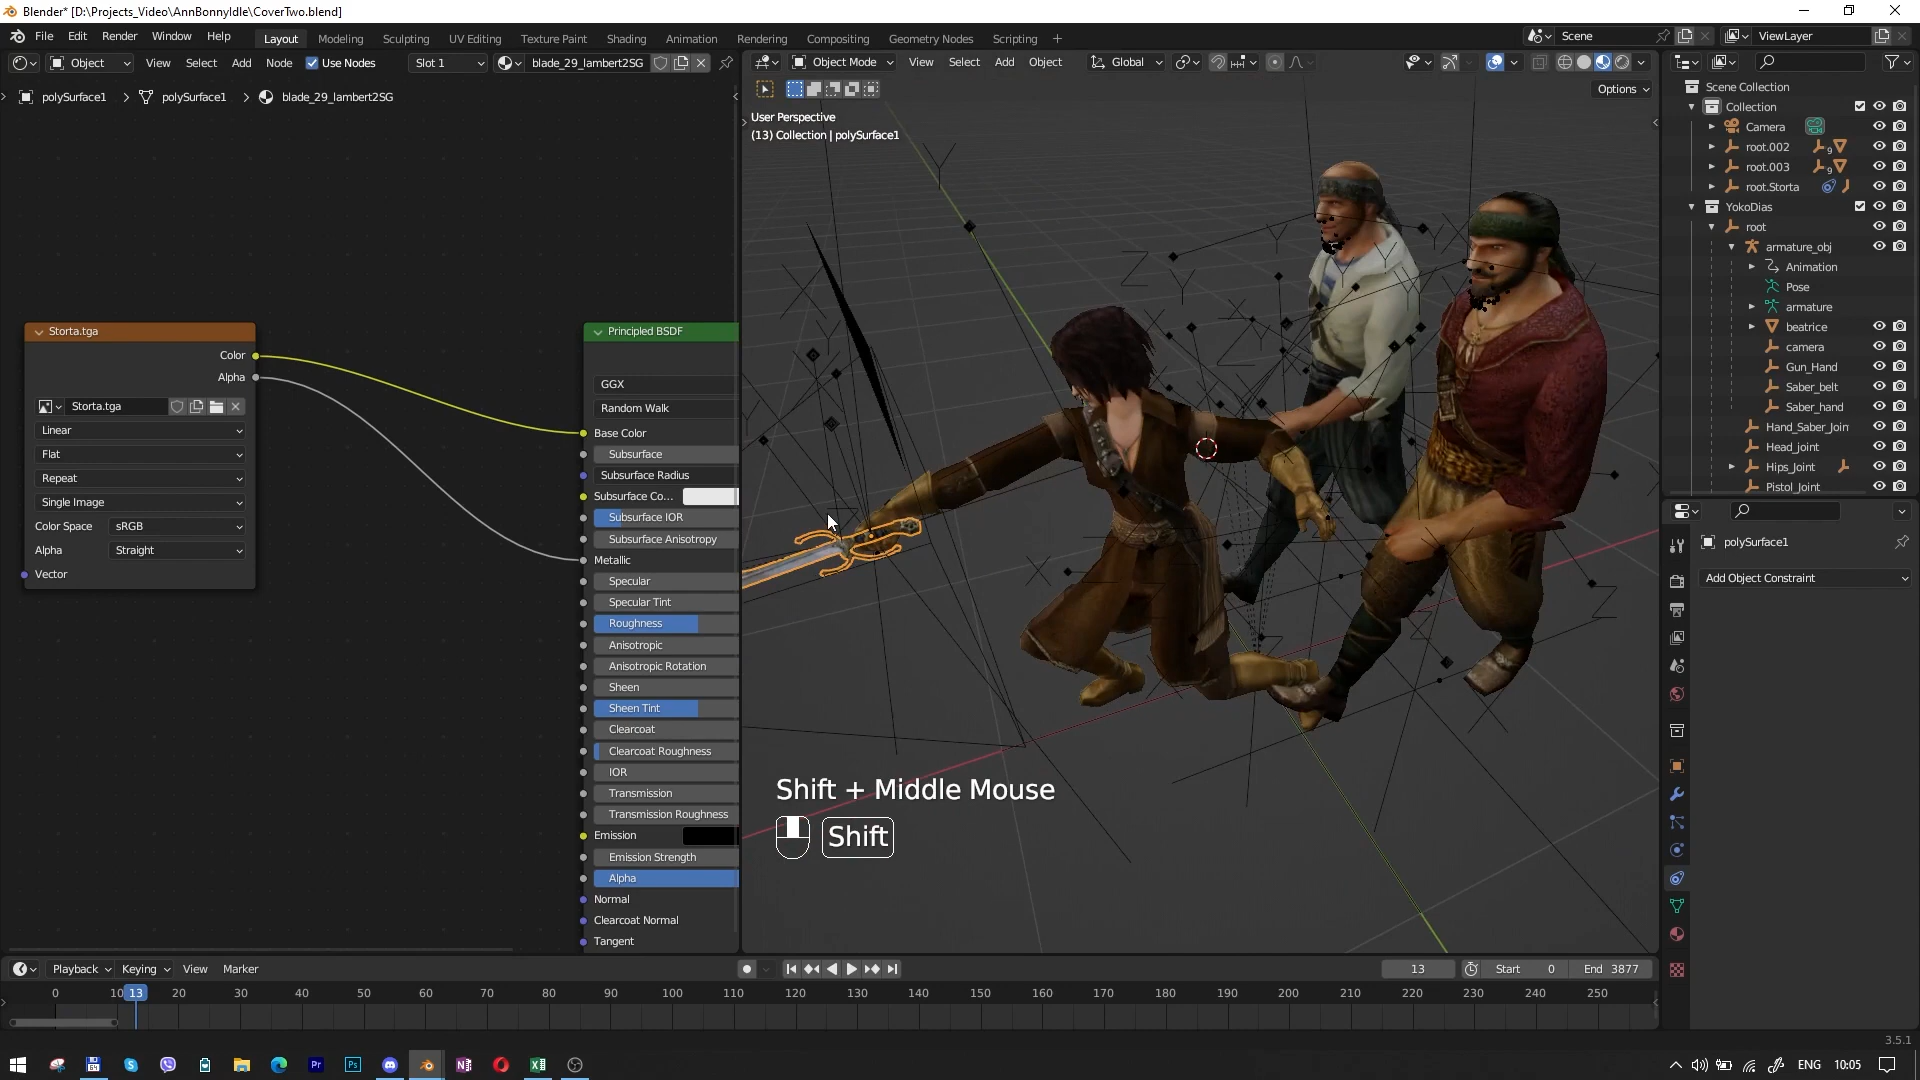 Blender* [D:\Projects_Video\AnnBonnyIdle\CoverTwo.blend]
File Edit Render Window Help Layout Modeling Sculpting UV Editing Texture Paint Shading Animation Rendering Compositing Geometry Nodes Scripting + Scene ViewLayer
Object View Select Add Node Use Nodes Slot 1 blade_29_lambert2SG Object Mode View Select Add Object Global
polySurface1 > polySurface1 > blade_29_lambert2SG
Options
User Perspective
(13) Collection | polySurface1
Scene Collection
Collection
Camera
root.002 9
root.003 9
root.Storta
YokoDias
root
armature_obj
Animation
Pose
armature
beatrice
camera
Gun_Hand
Saber_belt
Saber_hand
Hand_Saber_Join
Head_joint
Hips_Joint
Pistol_Joint
polySurface1
Add Object Constraint
Storta.tga
Color
Alpha
Storta.tga
Linear
Flat
Repeat
Single Image
Color Space sRGB
Alpha Straight
Vector
Principled BSDF
GGX
Random Walk
Base Color
Subsurface
Subsurface Radius
Subsurface Co...
Subsurface IOR
Subsurface Anisotropy
Metallic
Specular
Specular Tint
Roughness
Anisotropic
Anisotropic Rotation
Sheen
Sheen Tint
Clearcoat
Clearcoat Roughness
IOR
Transmission
Transmission Roughness
Emission
Emission Strength
Alpha
Normal
Clearcoat Normal
Tangent
Shift + Middle Mouse
Shift
Playback Keying View Marker 13 Start 0 End 3877
0 10 13 20 30 40 50 60 70 80 90 100 110 120 130 140 150 160 170 180 190 200 210 220 230 240 250
3.5.1
ENG 10:05